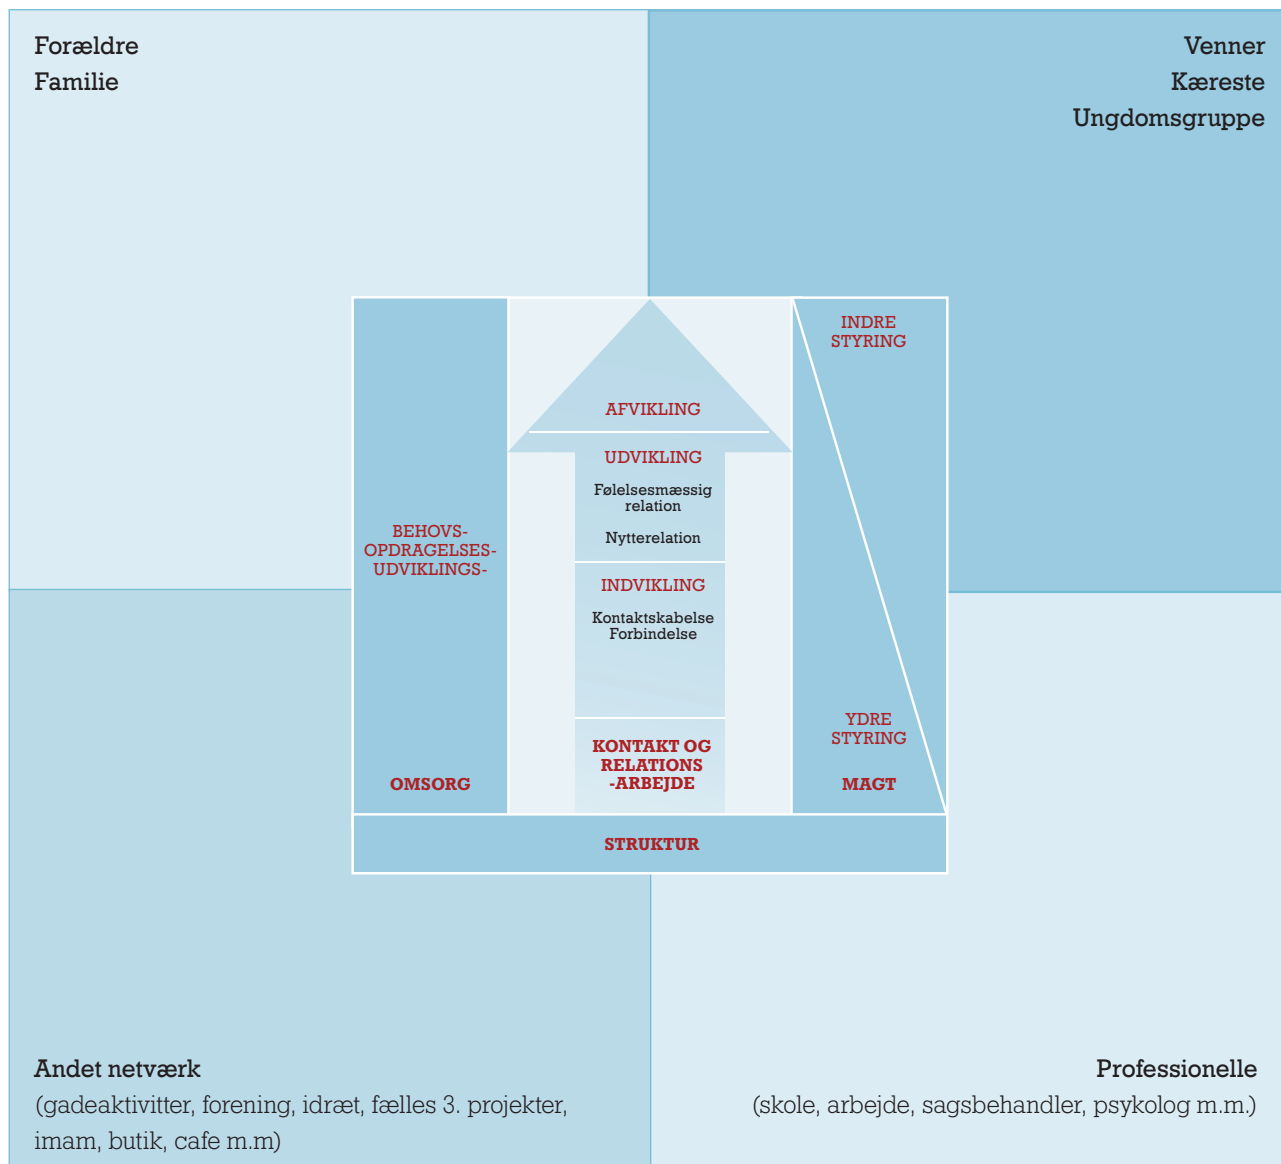 Forældre
Familie
Venner
Kæreste
Ungdomsgruppe
BEHOVS-
OPDRAGELSES-
UDVIKLINGS-
OMSORG
AFVIKLING
UDVIKLING
Følelsesmæssig
relation
Nytterelation
INDVIKLING
Kontaktskabelse
Forbindelse
KONTAKT OG
RELATIONS
-ARBEJDE
INDRE
STYRING
YDRE
STYRING
MAGT
STRUKTUR
Andet netværk
(gadeaktivitter, forening, idræt, fælles 3. projekter,
imam, butik, cafe m.m)
Professionelle
(skole, arbejde, sagsbehandler, psykolog m.m.)